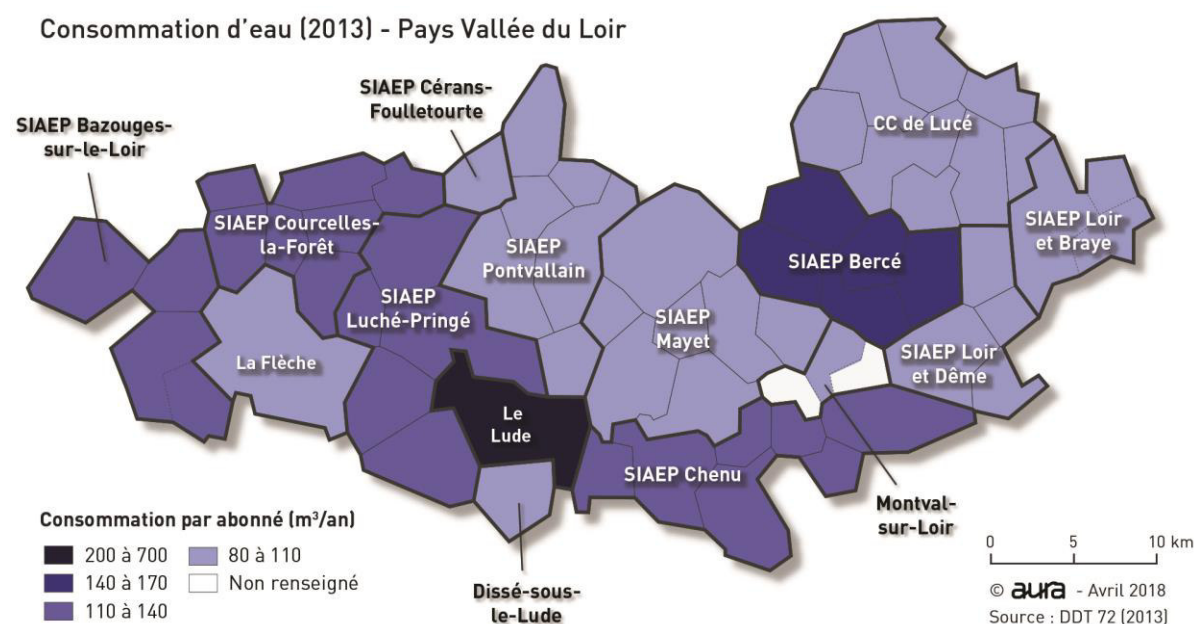 Consommation d'eau (2013) - Pays Vallée du Loir
SIAEP Cérans-
Foulletourte
SIAEP Bazouges-
sur-le-Loir
CC de Lucé
SIAEP Courcelles-
la-Forêt
SIAEP Loir
et Braye
SIAEP
Pontvallain
SIAEP Bercé
SIAEP
Luché-Pringé
SIAEP
Mayet
La Flèche
SIAEP Loir
et Dême
Le
Lude
SIAEP Chenu
Montval-
sur-Loir
Dissé-sous-
le-Lude
Consommation par abonné (m³/an)
200 à 700
140 à 170
110 à 140
80 à 110
Non renseigné
0 5 10 km
© aura - Avril 2018
Source : DDT 72 (2013)